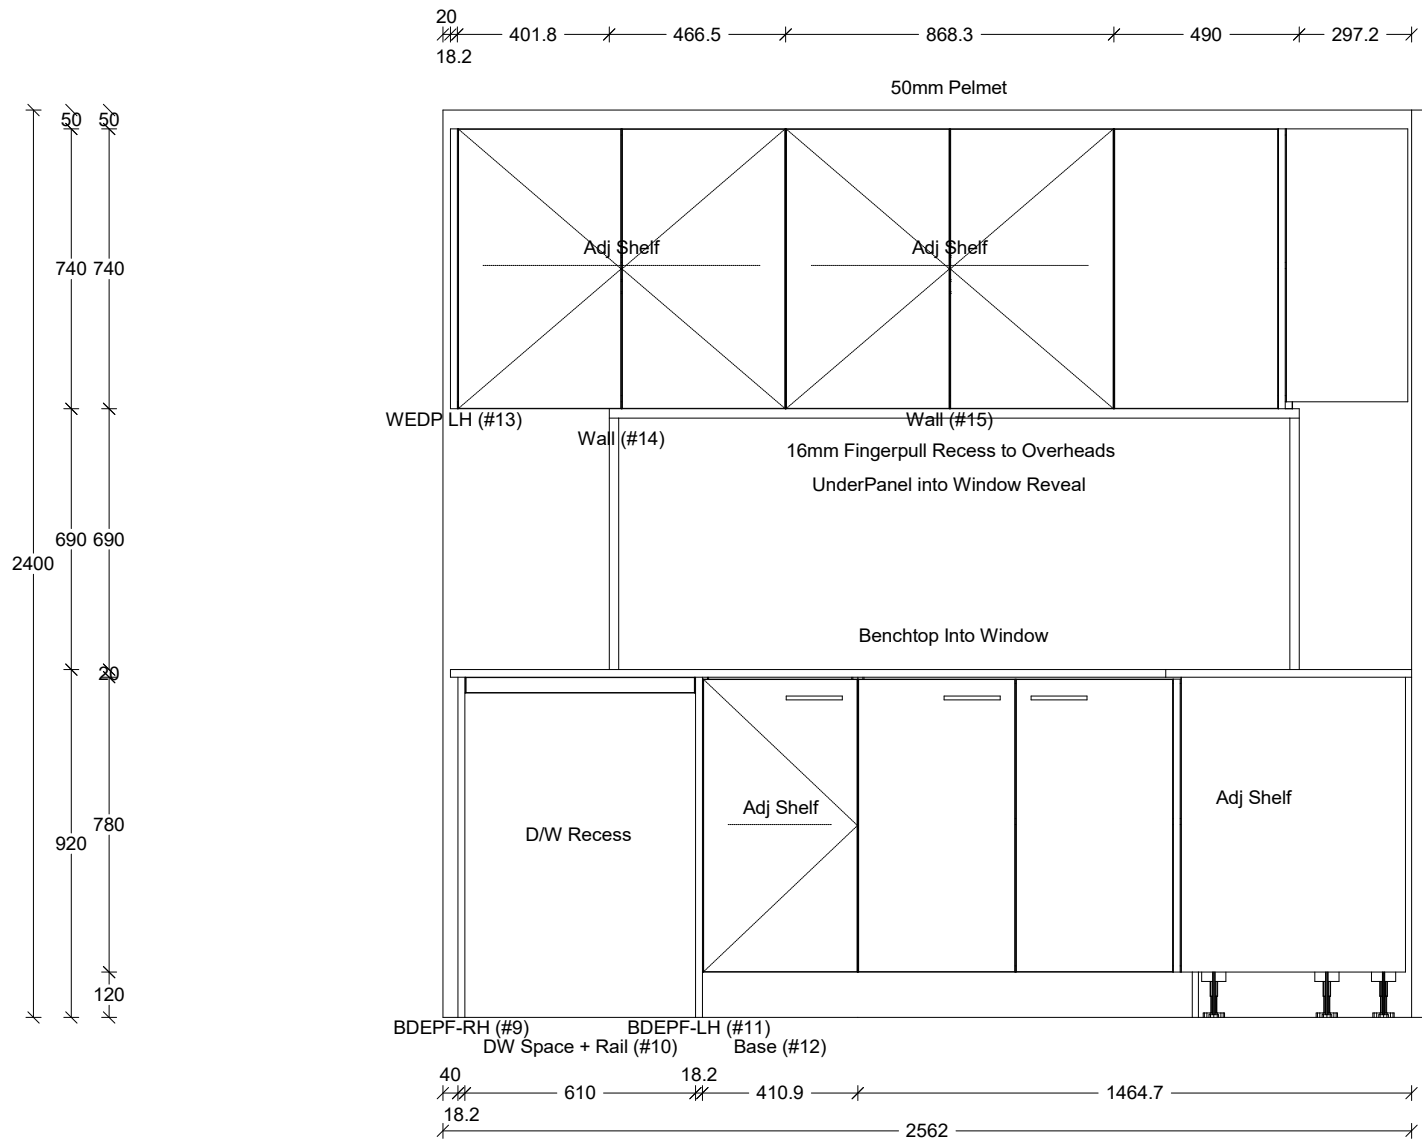 20
401.8
466.5
868.3
490
297.2
18.2
50mm Pelmet
50
50
740
740
Adj Shelf
Adj Shelf
WEDP LH (#13)
Wall (#15)
Wall (#14)
16mm Fingerpull Recess to Overheads
UnderPanel into Window Reveal
690
690
2400
Benchtop Into Window
20
Adj Shelf
Adj Shelf
780
D/W Recess
920
120
BDEPF-RH (#9)
BDEPF-LH (#11)
DW Space + Rail (#10)
Base (#12)
40
18.2
610
410.9
1464.7
18.2
2562